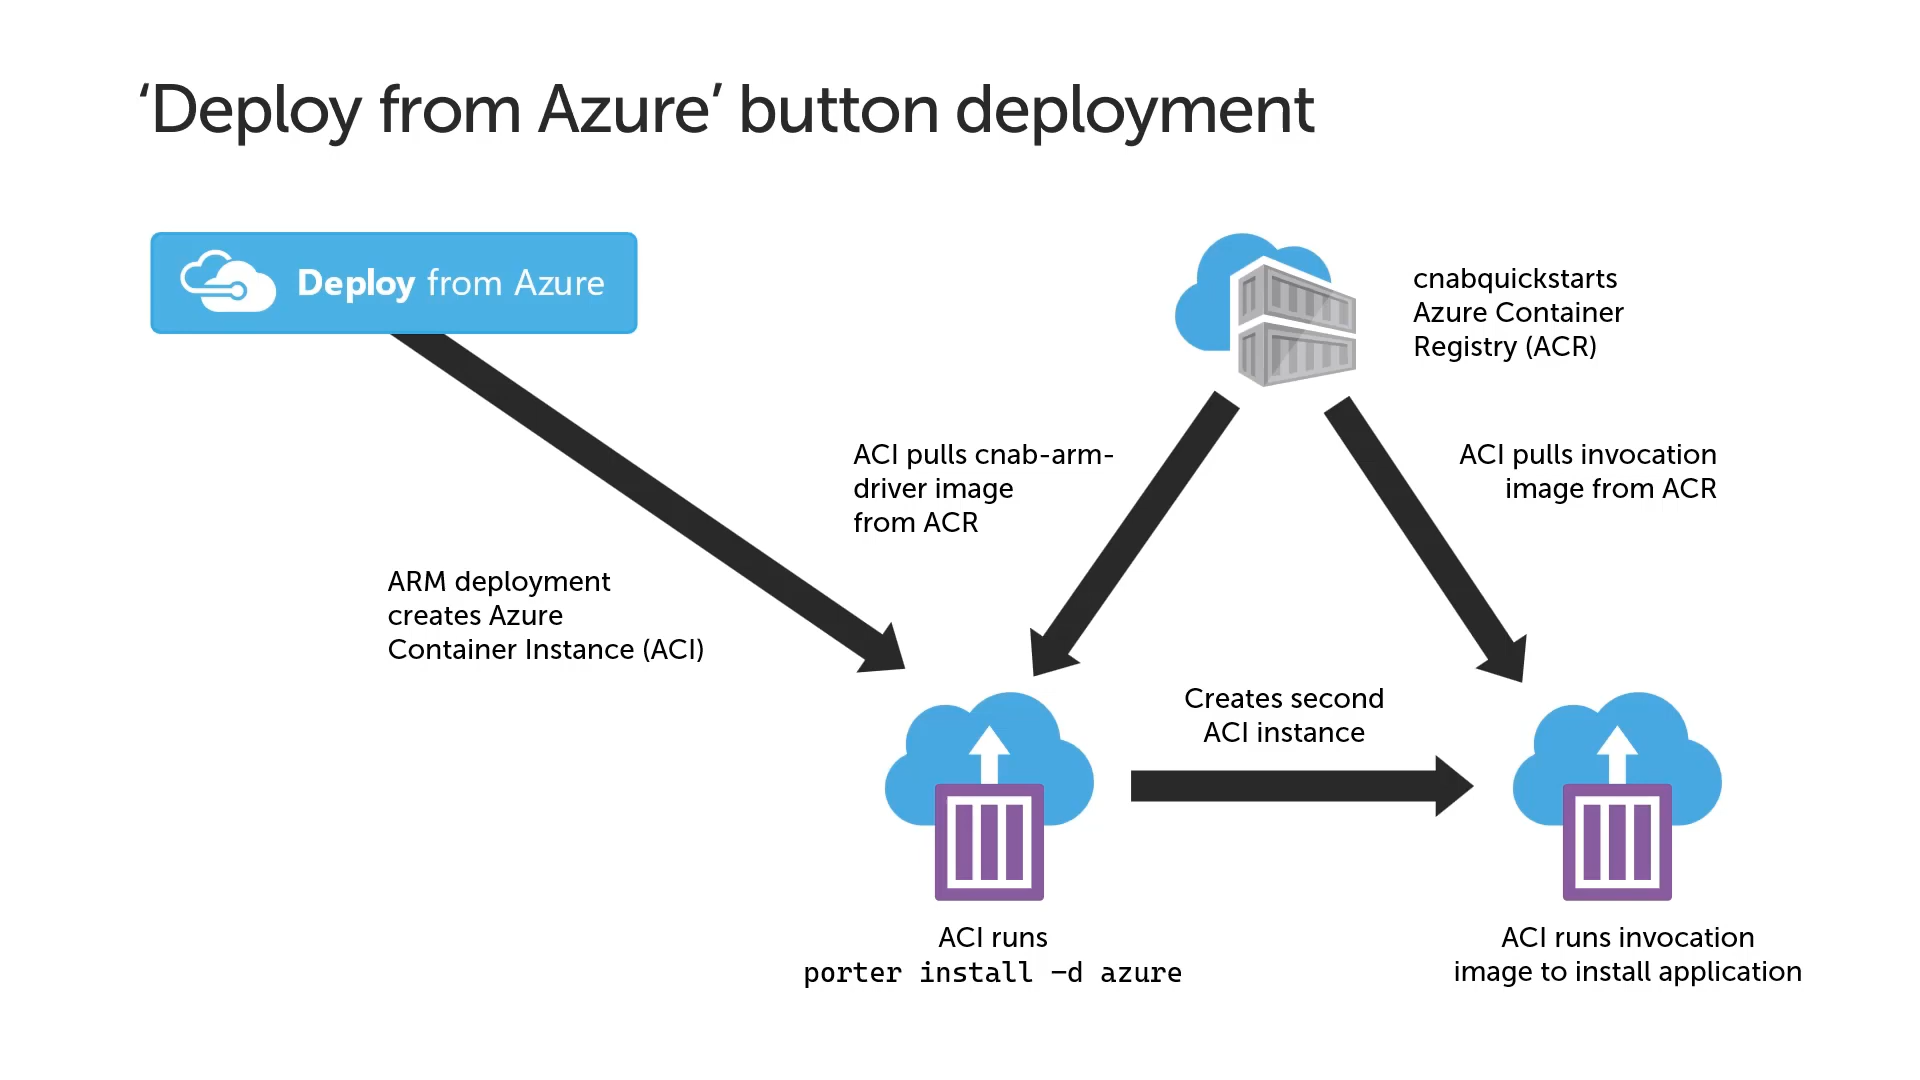 ‘Deploy from Azure’ button deployment
Deploy from Azure
cnabquickstarts
Azure Container
Registry (ACR)
ACI pulls cnab-arm-
driver image
from ACR
ACI pulls invocation
image from ACR
ARM deployment
creates Azure
Container Instance (ACI)
Creates second
ACI instance
ACI runs
porter install –d azure
ACI runs invocation
image to install application